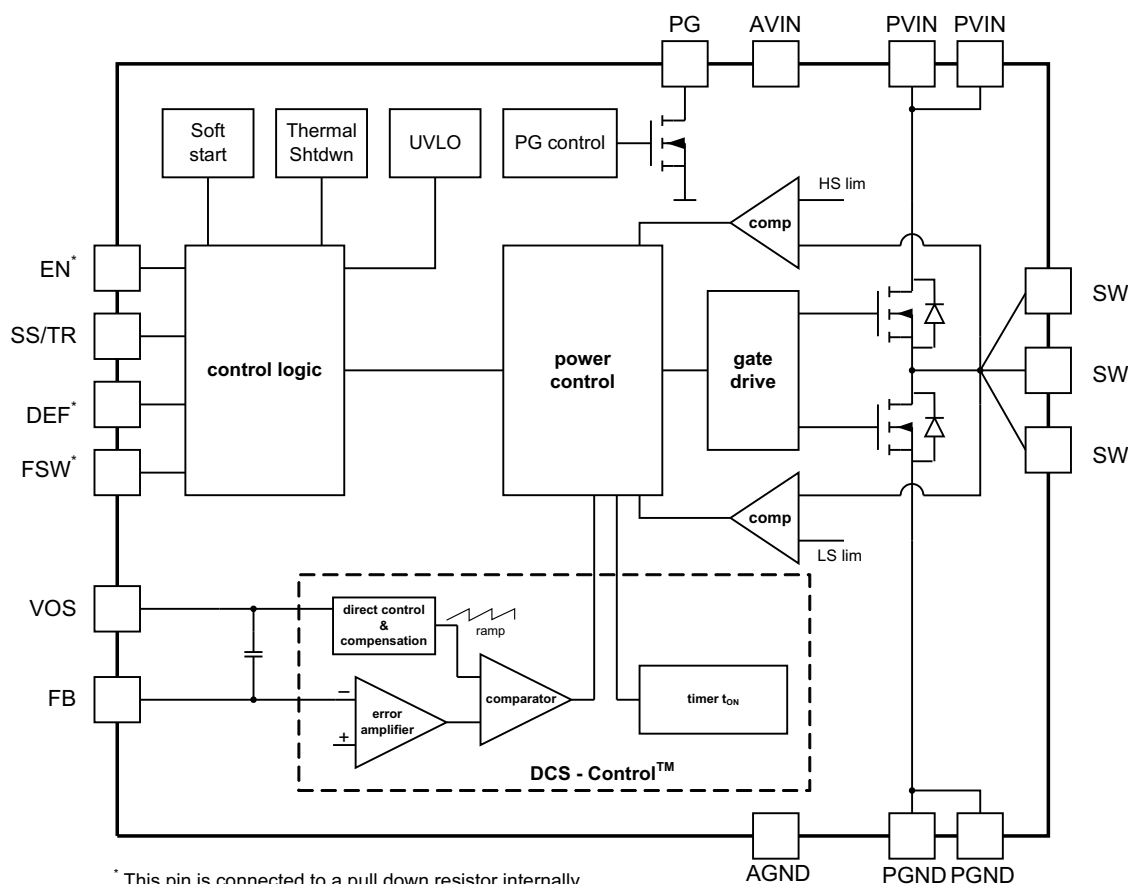 PG
AVIN
PVIN
PVIN
Soft
start
Thermal
Shtdwn
UVLO
PG control
HS lim
comp
EN*
SS/TR
DEF*
FSW*
control logic
power
control
gate
drive
SW
SW
SW
comp
LS lim
VOS
FB
direct control
&
compensation
ramp
comparator
−
error
amplifier
+
timer tON
DCS - Control™
AGND
PGND
PGND
* This pin is connected to a pull down resistor internally